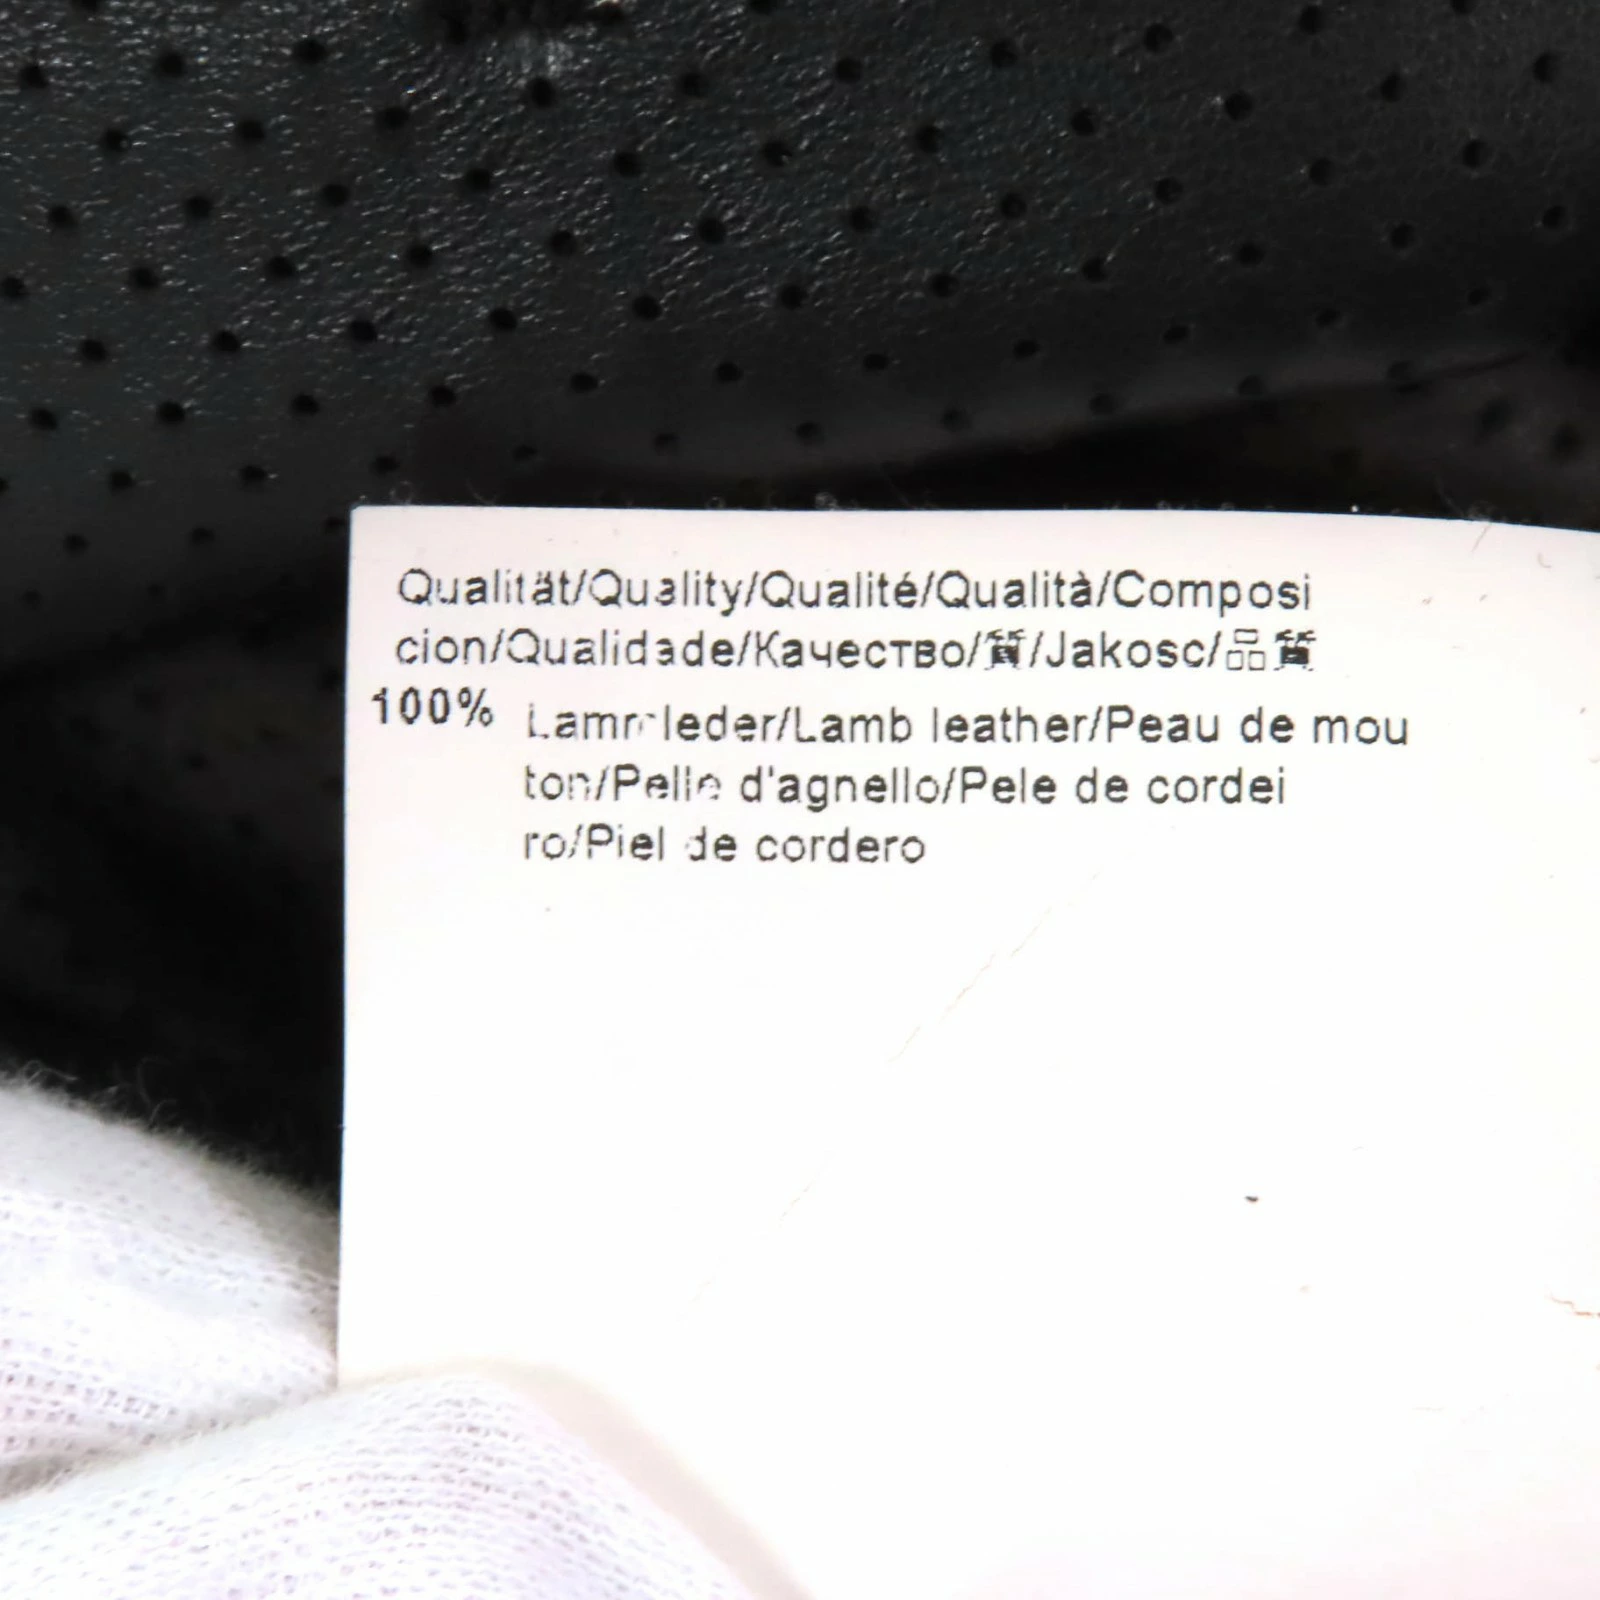 Qualität/Quality/Qualité/Qualità/Composi
cion/Qualidade/Качество/質/Jakosc/品質
100% Lammleder/Lamb leather/Peau de mou
ton/Pelle d'agnello/Pele de cordei
ro/Piel de cordero